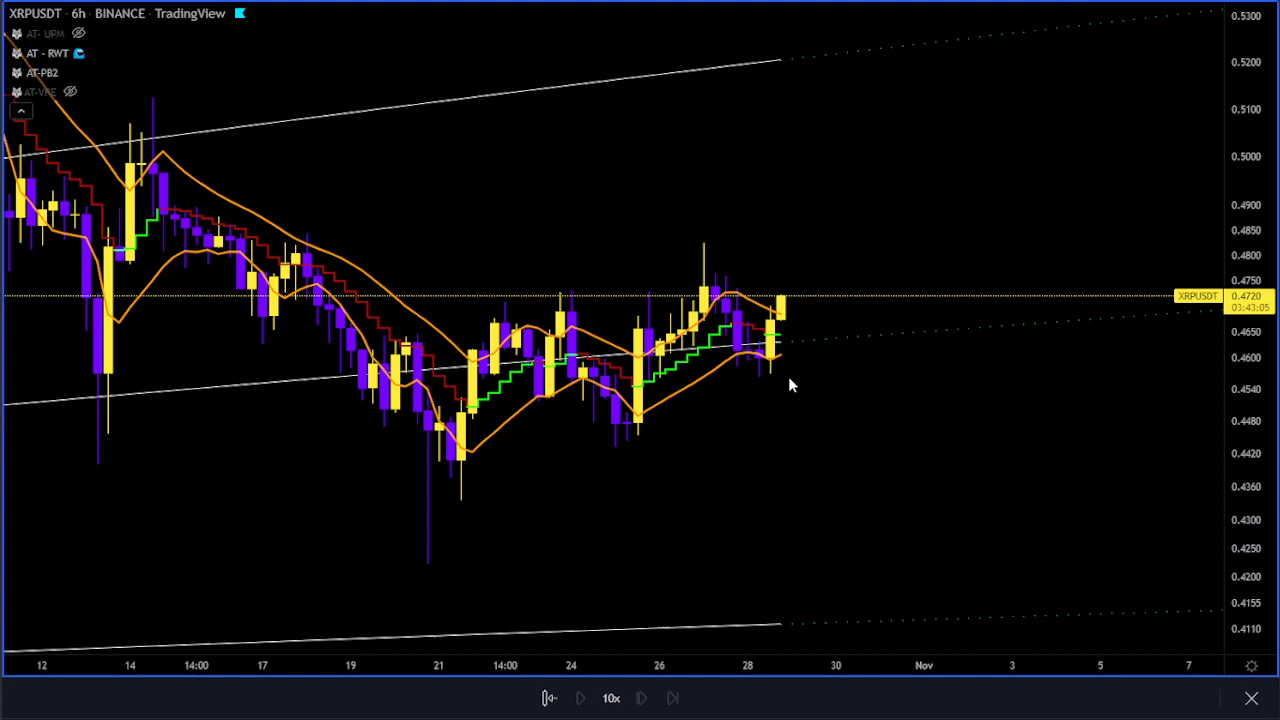 XRPUSDT · 6h · BINANCE · TradingView
AT- UPM
AT - RWT
AT-PB2
AT-VPE
0.5300
0.5200
0.5100
0.5000
0.4900
0.4850
0.4800
0.4750
XRPUSDT 0.4720
03:43:05
0.4650
0.4600
0.4540
0.4480
0.4420
0.4360
0.4300
0.4250
0.4200
0.4155
0.4110
12 14 14:00 17 19 21 14:00 24 26 28 30 Nov 3 5 7
10x